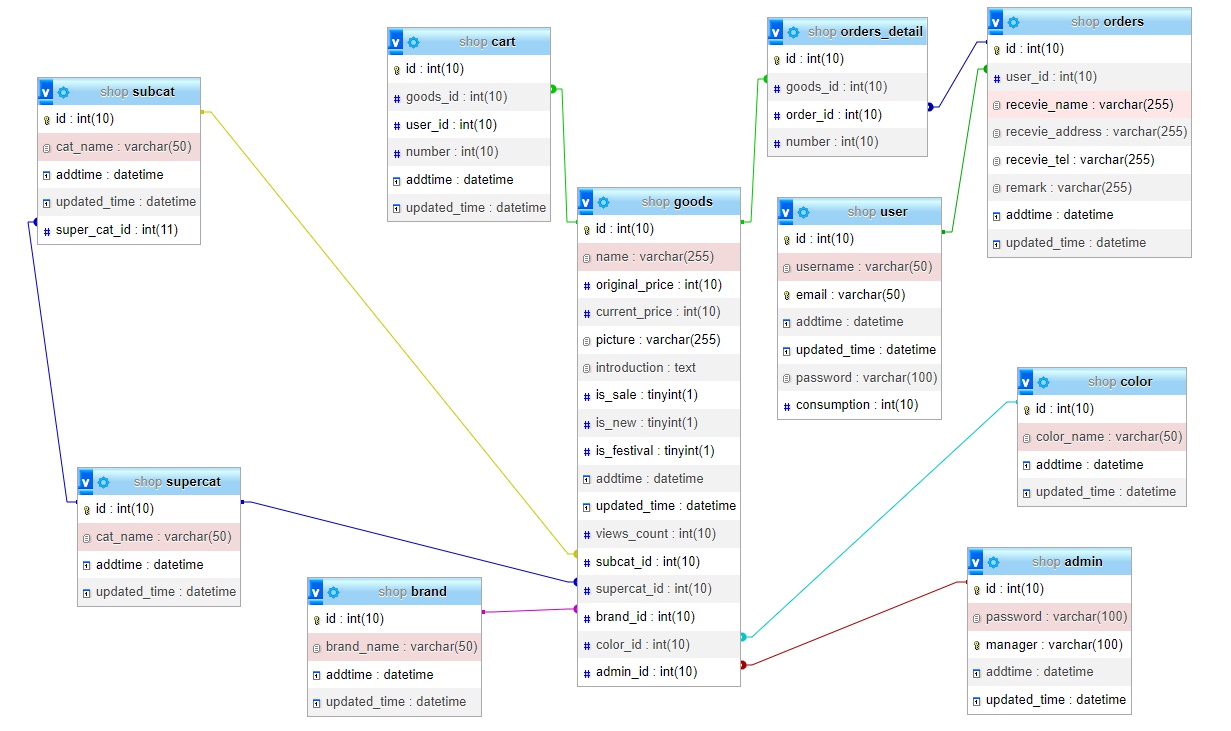 shop subcat
id : int(10)
cat_name : varchar(50)
addtime : datetime
updated_time : datetime
super_cat_id : int(11)
shop cart
id : int(10)
goods_id : int(10)
user_id : int(10)
number : int(10)
addtime : datetime
updated_time : datetime
shop orders_detail
id : int(10)
goods_id : int(10)
order_id : int(10)
number : int(10)
shop orders
id : int(10)
user_id : int(10)
recevie_name : varchar(255)
recevie_address : varchar(255)
recevie_tel : varchar(255)
remark : varchar(255)
addtime : datetime
updated_time : datetime
shop goods
id : int(10)
name : varchar(255)
original_price : int(10)
current_price : int(10)
picture : varchar(255)
introduction : text
is_sale : tinyint(1)
is_new : tinyint(1)
is_festival : tinyint(1)
addtime : datetime
updated_time : datetime
views_count : int(10)
subcat_id : int(10)
supercat_id : int(10)
brand_id : int(10)
color_id : int(10)
admin_id : int(10)
shop user
id : int(10)
username : varchar(50)
email : varchar(50)
addtime : datetime
updated_time : datetime
password : varchar(100)
consumption : int(10)
shop color
id : int(10)
color_name : varchar(50)
addtime : datetime
updated_time : datetime
shop supercat
id : int(10)
cat_name : varchar(50)
addtime : datetime
updated_time : datetime
shop brand
id : int(10)
brand_name : varchar(50)
addtime : datetime
updated_time : datetime
shop admin
id : int(10)
password : varchar(100)
manager : varchar(100)
addtime : datetime
updated_time : datetime